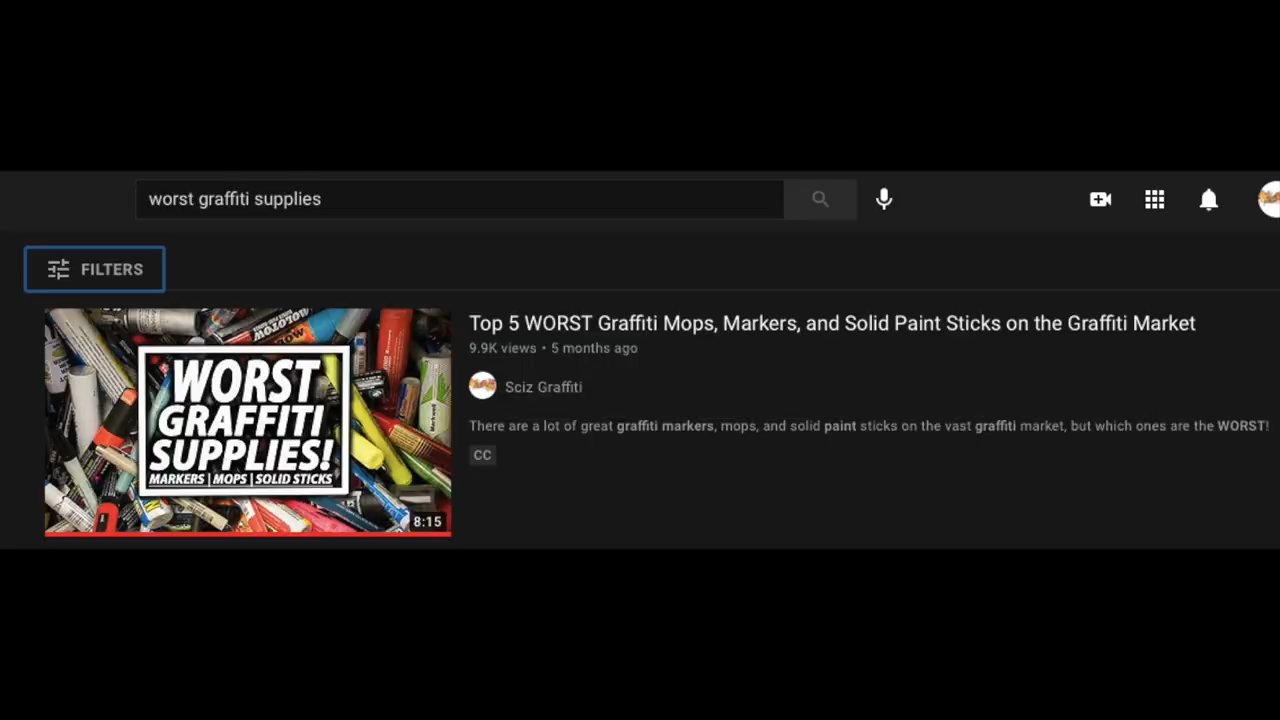 worst graffiti supplies
FILTERS
Top 5 WORST Graffiti Mops, Markers, and Solid Paint Sticks on the Graffiti Market
9.9K views • 5 months ago
Sciz Graffiti
There are a lot of great graffiti markers, mops, and solid paint sticks on the vast graffiti market, but which ones are the WORST!
CC
MOLOTOW
WORST
GRAFFITI
SUPPLIES!
MARKERS | MOPS | SOLID STICKS
8:15